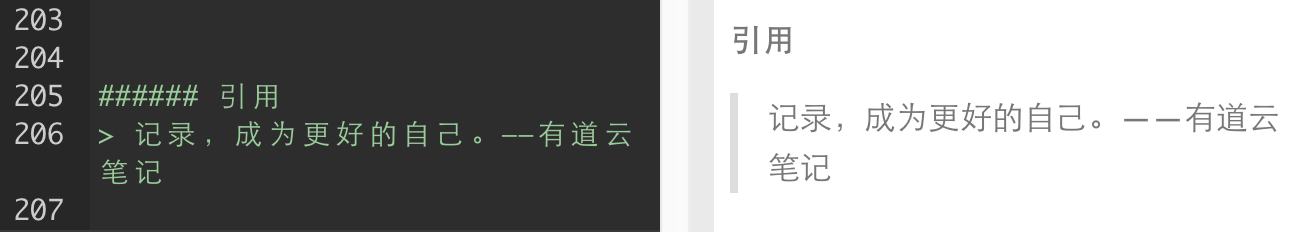 203
204
205 ###### 引用
206 > 记录，成为更好的自己。——有道云
笔记
207
引用
记录，成为更好的自己。——有道云
笔记